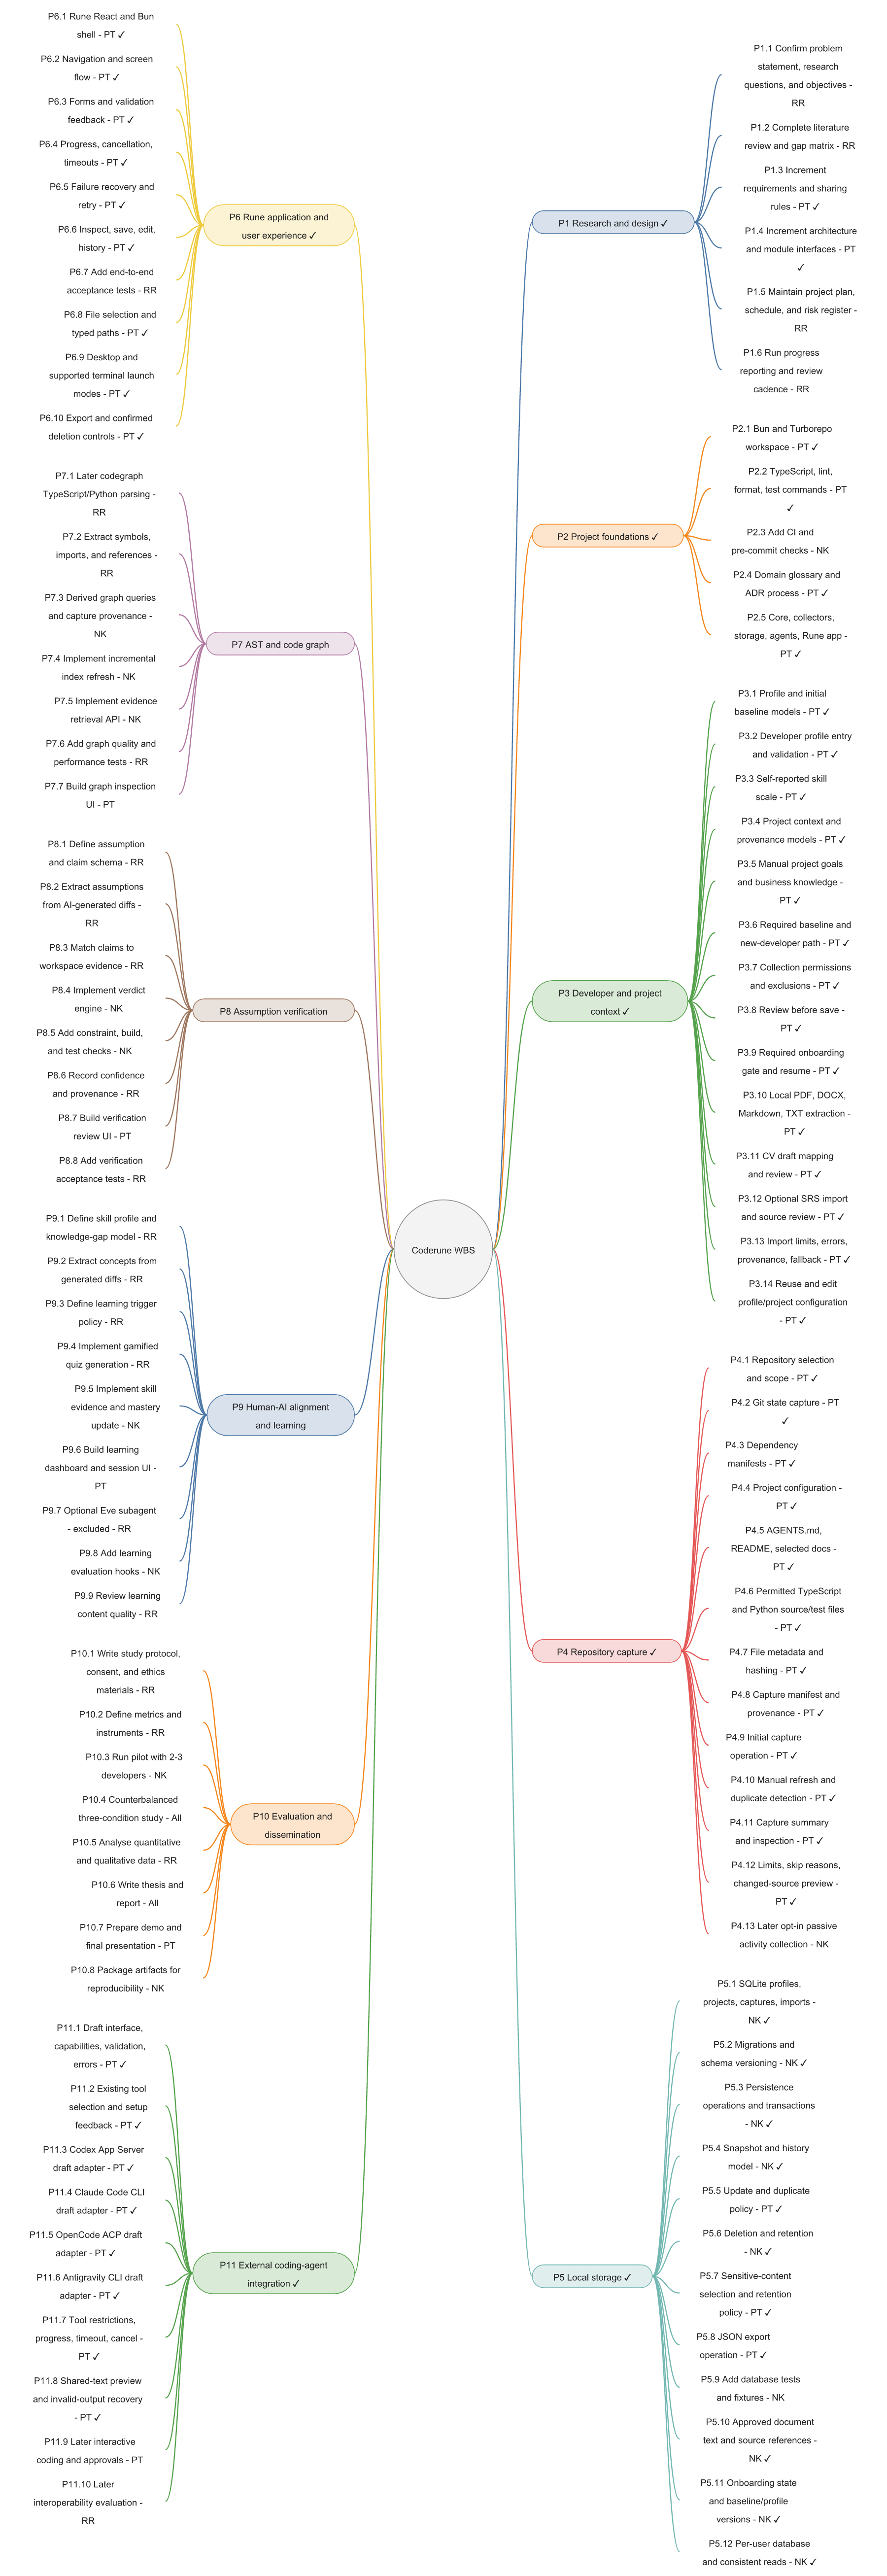 Coderune WBS
P1 Research and design ✓
P1.1 Confirm problem
statement, research
questions, and objectives -
RR
P1.2 Complete literature
review and gap matrix - RR
P1.3 Increment
requirements and sharing
rules - PT ✓
P1.4 Increment architecture
and module interfaces - PT
✓
P1.5 Maintain project plan,
schedule, and risk register -
RR
P1.6 Run progress
reporting and review
cadence - RR
P2 Project foundations ✓
P2.1 Bun and Turborepo
workspace - PT ✓
P2.2 TypeScript, lint,
format, test commands - PT
✓
P2.3 Add CI and
pre-commit checks - NK
P2.4 Domain glossary and
ADR process - PT ✓
P2.5 Core, collectors,
storage, agents, Rune app -
PT ✓
P3 Developer and project
context ✓
P3.1 Profile and initial
baseline models - PT ✓
P3.2 Developer profile entry
and validation - PT ✓
P3.3 Self-reported skill
scale - PT ✓
P3.4 Project context and
provenance models - PT ✓
P3.5 Manual project goals
and business knowledge -
PT ✓
P3.6 Required baseline and
new-developer path - PT ✓
P3.7 Collection permissions
and exclusions - PT ✓
P3.8 Review before save -
PT ✓
P3.9 Required onboarding
gate and resume - PT ✓
P3.10 Local PDF, DOCX,
Markdown, TXT extraction -
PT ✓
P3.11 CV draft mapping
and review - PT ✓
P3.12 Optional SRS import
and source review - PT ✓
P3.13 Import limits, errors,
provenance, fallback - PT ✓
P3.14 Reuse and edit
profile/project configuration
- PT ✓
P4 Repository capture ✓
P4.1 Repository selection
and scope - PT ✓
P4.2 Git state capture - PT
✓
P4.3 Dependency
manifests - PT ✓
P4.4 Project configuration -
PT ✓
P4.5 AGENTS.md,
README, selected docs -
PT ✓
P4.6 Permitted TypeScript
and Python source/test files
- PT ✓
P4.7 File metadata and
hashing - PT ✓
P4.8 Capture manifest and
provenance - PT ✓
P4.9 Initial capture
operation - PT ✓
P4.10 Manual refresh and
duplicate detection - PT ✓
P4.11 Capture summary
and inspection - PT ✓
P4.12 Limits, skip reasons,
changed-source preview -
PT ✓
P4.13 Later opt-in passive
activity collection - NK
P5 Local storage ✓
P5.1 SQLite profiles,
projects, captures, imports -
NK ✓
P5.2 Migrations and
schema versioning - NK ✓
P5.3 Persistence
operations and transactions
- NK ✓
P5.4 Snapshot and history
model - NK ✓
P5.5 Update and duplicate
policy - PT ✓
P5.6 Deletion and retention
- NK ✓
P5.7 Sensitive-content
selection and retention
policy - PT ✓
P5.8 JSON export
operation - PT ✓
P5.9 Add database tests
and fixtures - NK
P5.10 Approved document
text and source references -
NK ✓
P5.11 Onboarding state
and baseline/profile
versions - NK ✓
P5.12 Per-user database
and consistent reads - NK ✓
P6 Rune application and
user experience ✓
P6.1 Rune React and Bun
shell - PT ✓
P6.2 Navigation and screen
flow - PT ✓
P6.3 Forms and validation
feedback - PT ✓
P6.4 Progress, cancellation,
timeouts - PT ✓
P6.5 Failure recovery and
retry - PT ✓
P6.6 Inspect, save, edit,
history - PT ✓
P6.7 Add end-to-end
acceptance tests - RR
P6.8 File selection and
typed paths - PT ✓
P6.9 Desktop and
supported terminal launch
modes - PT ✓
P6.10 Export and confirmed
deletion controls - PT ✓
P7 AST and code graph
P7.1 Later codegraph
TypeScript/Python parsing -
RR
P7.2 Extract symbols,
imports, and references -
RR
P7.3 Derived graph queries
and capture provenance -
NK
P7.4 Implement incremental
index refresh - NK
P7.5 Implement evidence
retrieval API - NK
P7.6 Add graph quality and
performance tests - RR
P7.7 Build graph inspection
UI - PT
P8 Assumption verification
P8.1 Define assumption
and claim schema - RR
P8.2 Extract assumptions
from AI-generated diffs -
RR
P8.3 Match claims to
workspace evidence - RR
P8.4 Implement verdict
engine - NK
P8.5 Add constraint, build,
and test checks - NK
P8.6 Record confidence
and provenance - RR
P8.7 Build verification
review UI - PT
P8.8 Add verification
acceptance tests - RR
P9 Human-AI alignment
and learning
P9.1 Define skill profile and
knowledge-gap model - RR
P9.2 Extract concepts from
generated diffs - RR
P9.3 Define learning trigger
policy - RR
P9.4 Implement gamified
quiz generation - RR
P9.5 Implement skill
evidence and mastery
update - NK
P9.6 Build learning
dashboard and session UI -
PT
P9.7 Optional Eve subagent
- excluded - RR
P9.8 Add learning
evaluation hooks - NK
P9.9 Review learning
content quality - RR
P10 Evaluation and
dissemination
P10.1 Write study protocol,
consent, and ethics
materials - RR
P10.2 Define metrics and
instruments - RR
P10.3 Run pilot with 2-3
developers - NK
P10.4 Counterbalanced
three-condition study - All
P10.5 Analyse quantitative
and qualitative data - RR
P10.6 Write thesis and
report - All
P10.7 Prepare demo and
final presentation - PT
P10.8 Package artifacts for
reproducibility - NK
P11 External coding-agent
integration ✓
P11.1 Draft interface,
capabilities, validation,
errors - PT ✓
P11.2 Existing tool
selection and setup
feedback - PT ✓
P11.3 Codex App Server
draft adapter - PT ✓
P11.4 Claude Code CLI
draft adapter - PT ✓
P11.5 OpenCode ACP draft
adapter - PT ✓
P11.6 Antigravity CLI draft
adapter - PT ✓
P11.7 Tool restrictions,
progress, timeout, cancel -
PT ✓
P11.8 Shared-text preview
and invalid-output recovery
- PT ✓
P11.9 Later interactive
coding and approvals - PT
P11.10 Later
interoperability evaluation -
RR